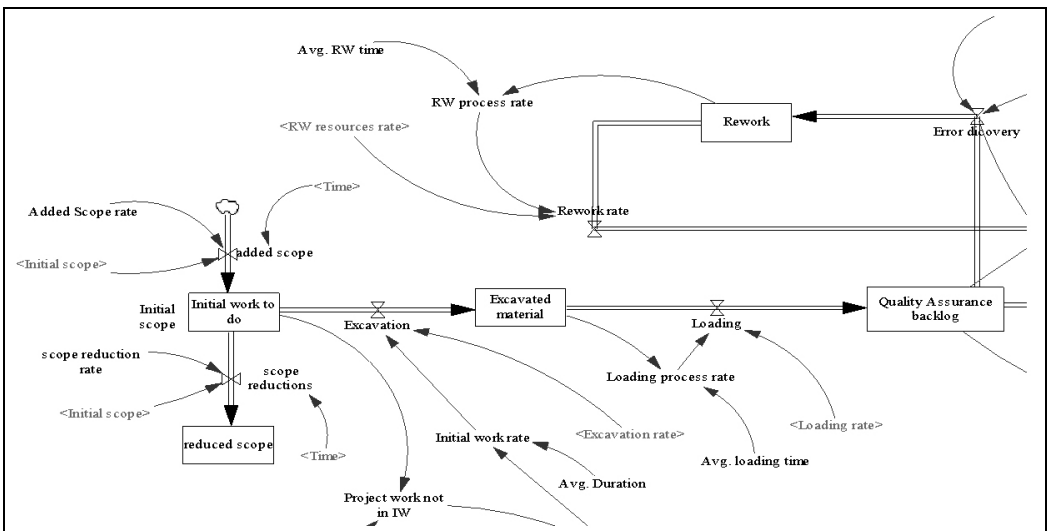 Avg. RW time
RW process rate
<RW resources rate>
Rework
Error dicovery
<Time>
Added Scope rate
Rework rate
added scope
<Initial scope>
Initial
scope
Initial work to
do
Excavation
Excavated
material
Loading
Quality Assurance
backlog
scope reduction
rate
scope
reductions
Loading process rate
<Initial scope>
<Loading rate>
reduced scope
<Time>
Initial work rate
<Excavation rate>
Avg. loading time
Avg. Duration
Project work not
in IW